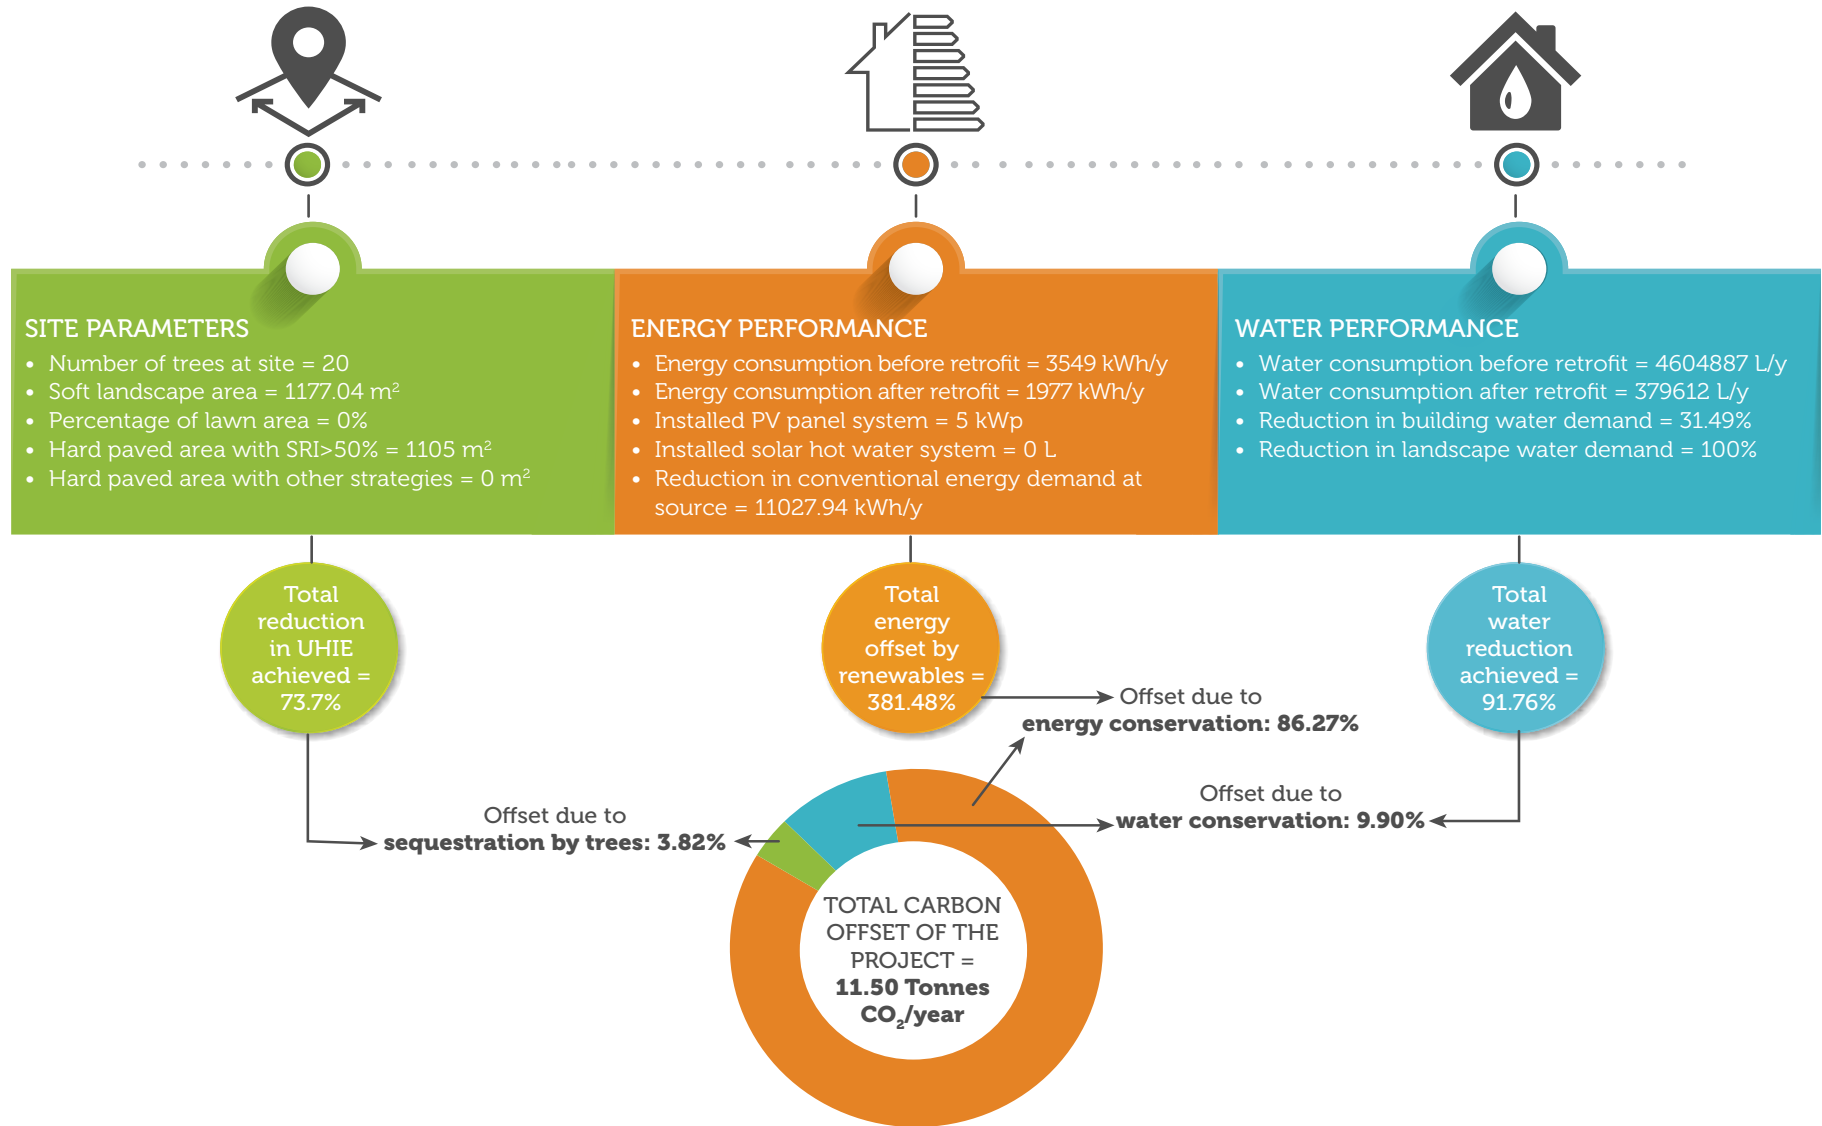 SITE PARAMETERS
• Number of trees at site = 20
• Soft landscape area = 1177.04 m²
• Percentage of lawn area = 0%
• Hard paved area with SRI>50% = 1105 m²
• Hard paved area with other strategies = 0 m²
ENERGY PERFORMANCE
• Energy consumption before retrofit = 3549 kWh/y
• Energy consumption after retrofit = 1977 kWh/y
• Installed PV panel system = 5 kWp
• Installed solar hot water system = 0 L
• Reduction in conventional energy demand at
source = 11027.94 kWh/y
WATER PERFORMANCE
• Water consumption before retrofit = 4604887 L/y
• Water consumption after retrofit = 379612 L/y
• Reduction in building water demand = 31.49%
• Reduction in landscape water demand = 100%
Total
reduction
in UHIE
achieved =
73.7%
Total
energy
offset by
renewables =
381.48%
Total
water
reduction
achieved =
91.76%
Offset due to
energy conservation: 86.27%
Offset due to
water conservation: 9.90%
Offset due to
sequestration by trees: 3.82%
TOTAL CARBON
OFFSET OF THE
PROJECT =
11.50 Tonnes
CO₂/year